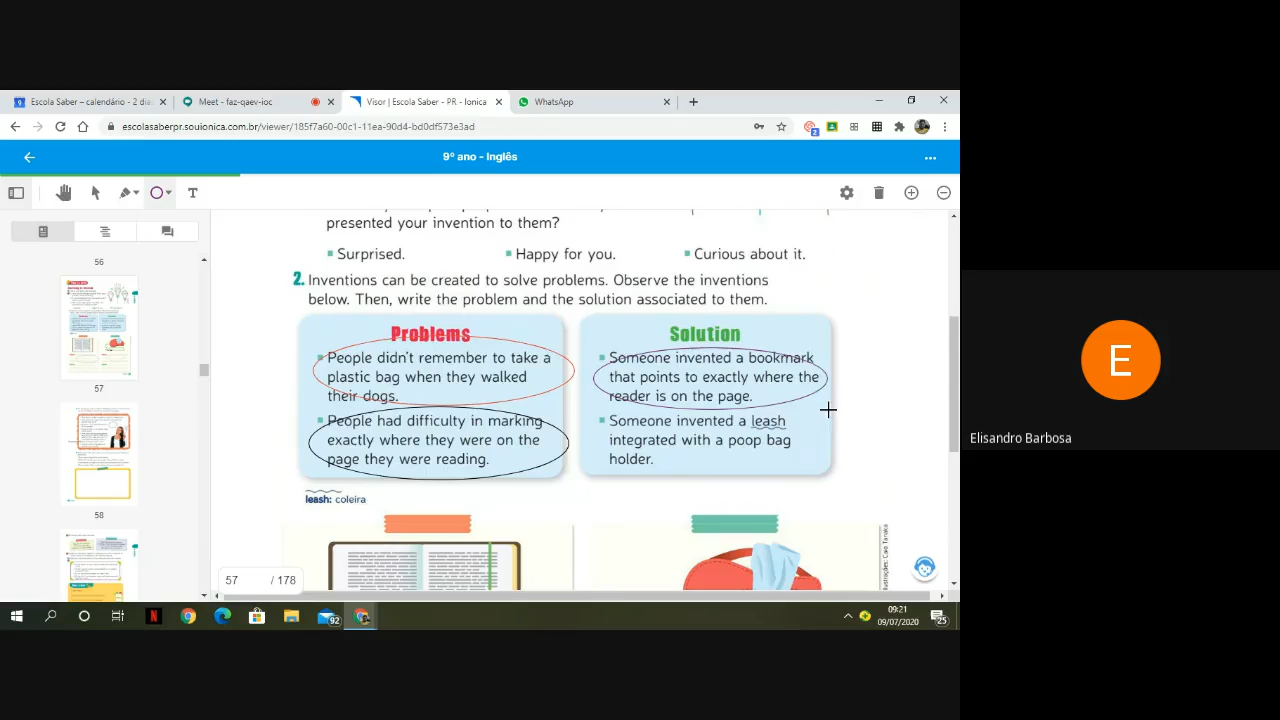 Escola Saber – calendário - 2 die
Meet - faz-qaev-ioc
Visor | Escola Saber - PR - Ionica
WhatsApp
escolasaberpr.souionica.com.br/viewer/185f7a60-00c1-11ea-90d4-bd0df573e3ad
2
9º ano - Inglês
T
56
57
58
presented your invention to them?
Surprised.
Happy for you.
Curious about it.
2. Inventions can be created to solve problems. Observe the inventions
below. Then, write the problem and the solution associated to them.
Problems
People didn't remember to take a
plastic bag when they walked
their dogs.
People had difficulty in marking
exactly where they were on the
page they were reading.
Solution
Someone invented a bookmark
that points to exactly where the
reader is on the page.
Someone invented a leash
integrated with a poop bag
holder.
leash: coleira
57 / 178
92
09:21
09/07/2020
25
E
Elisandro Barbosa